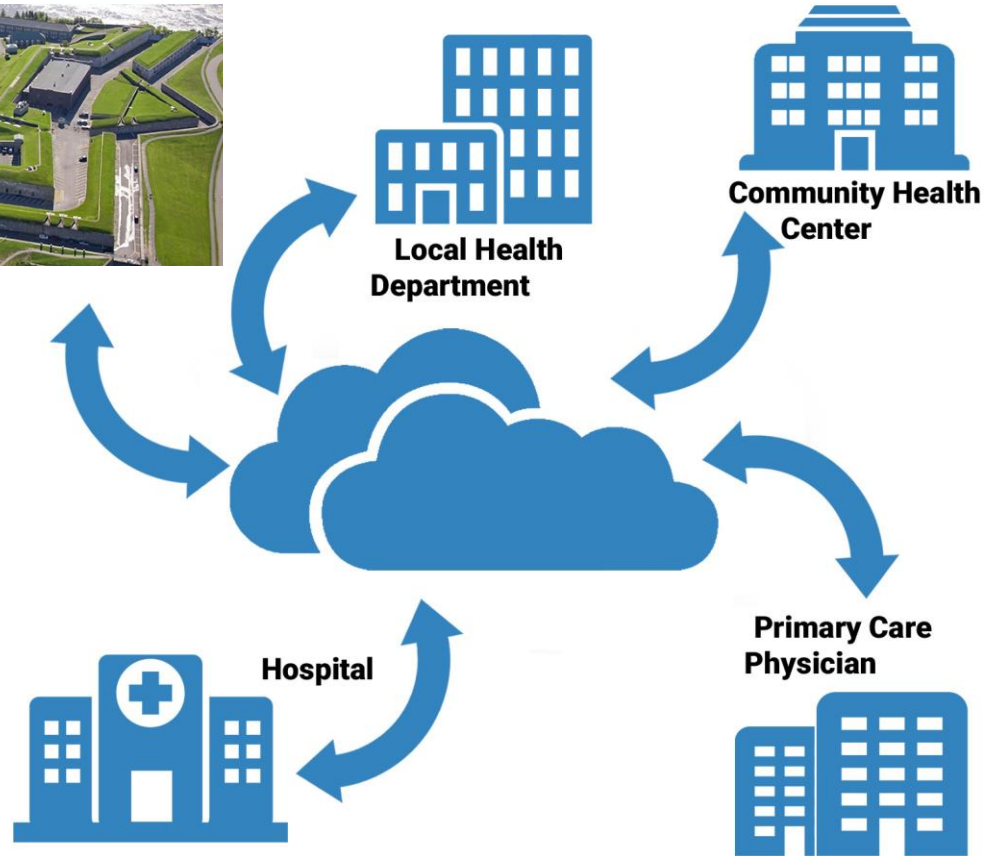 Local Health
Department
Community Health
Center
Hospital
Primary Care
Physician